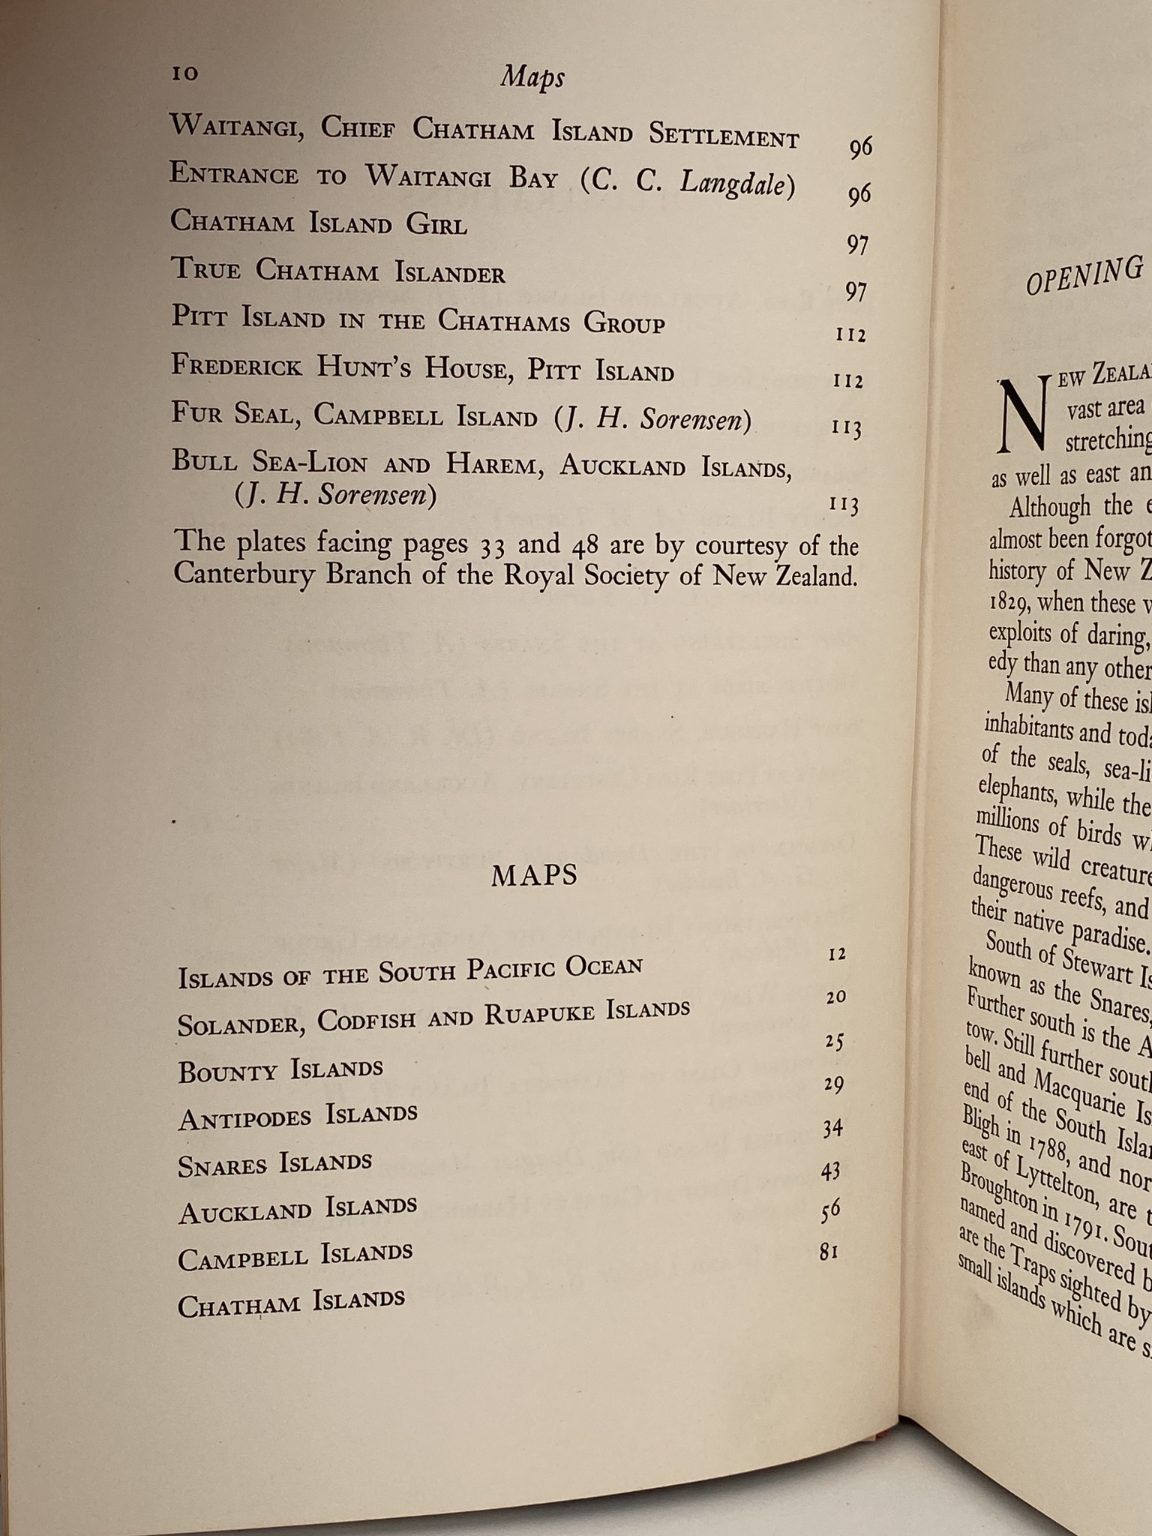 10 Maps
WAITANGI, CHIEF CHATHAM ISLAND SETTLEMENT 96
ENTRANCE TO WAITANGI BAY (C. C. Langdale) 96
CHATHAM ISLAND GIRL 97
TRUE CHATHAM ISLANDER 97
PITT ISLAND IN THE CHATHAMS GROUP 112
FREDERICK HUNT'S HOUSE, PITT ISLAND 112
FUR SEAL, CAMPBELL ISLAND (J. H. Sorensen) 113
BULL SEA-LION AND HAREM, AUCKLAND ISLANDS,
(J. H. Sorensen) 113
The plates facing pages 33 and 48 are by courtesy of the
Canterbury Branch of the Royal Society of New Zealand.
MAPS
ISLANDS OF THE SOUTH PACIFIC OCEAN 12
SOLANDER, CODFISH AND RUAPUKE ISLANDS 20
BOUNTY ISLANDS 25
ANTIPODES ISLANDS 29
SNARES ISLANDS 34
AUCKLAND ISLANDS 43
CAMPBELL ISLANDS 56
CHATHAM ISLANDS 81
OPENING
NEW ZEALA
vast area
stretching
as well as east an
Although the e
almost been forgot
history of New Z
1829, when these w
exploits of daring,
edy than any other
Many of these isl
inhabitants and toda
of the seals, sea-li
elephants, while the
millions of birds wh
These wild creature
dangerous reefs, and
their native paradise.
South of Stewart Is
known as the Snares,
Further south is the A
tow. Still further south
bell and Macquarie Is
end of the South Islan
Bligh in 1788, and nor
east of Lyttelton, are t
Broughton in 1791. Sout
named and discovered b
are the Traps sighted by
small islands which are s